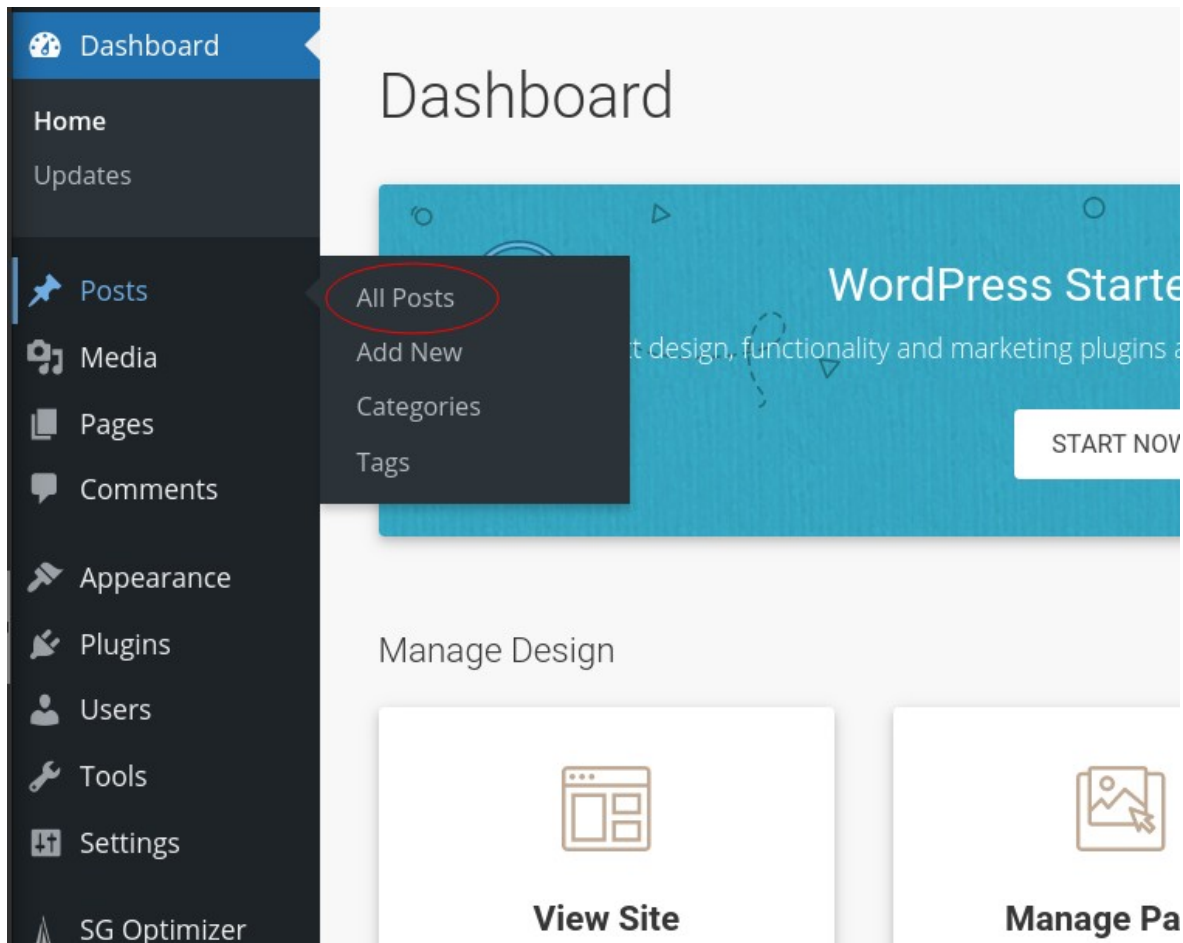 Dashboard
Home
Updates
Posts
Media
Pages
Comments
Appearance
Plugins
Users
Tools
Settings
SG Optimizer
All Posts
Add New
Categories
Tags
Dashboard
WordPress Starte
design, functionality and marketing plugins a
START NOW
Manage Design
View Site
Manage Pa